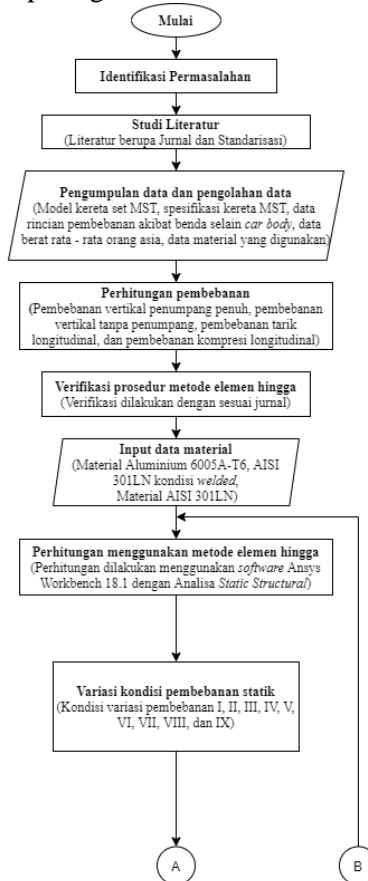 Mulai
Identifikasi Permasalahan
Studi Literatur
(Literatur berupa Jurnal dan Standarisasi)
Pengumpulan data dan pengolahan data
(Model kereta set MST, spesifikasi kereta MST, data
rincian pembebanan akibat benda selain car body, data
berat rata - rata orang asia, data material yang digunakan)
Perhitungan pembebanan
(Pembebanan vertikal penumpang penuh, pembebanan
vertikal tanpa penumpang, pembebanan tarik
longitudinal, dan pembebanan kompresi longitudinal)
Verifikasi prosedur metode elemen hingga
(Verifikasi dilakukan dengan sesuai jurnal)
Input data material
(Material Aluminium 6005A-T6, AISI
301LN kondisi welded,
Material AISI 301LN)
Perhitungan menggunakan metode elemen hingga
(Perhitungan dilakukan menggunakan software Ansys
Workbench 18.1 dengan Analisa Static Structural)
Variasi kondisi pembebanan statik
(Kondisi variasi pembebanan I, II, III, IV, V,
VI, VII, VIII, dan IX)
A
B